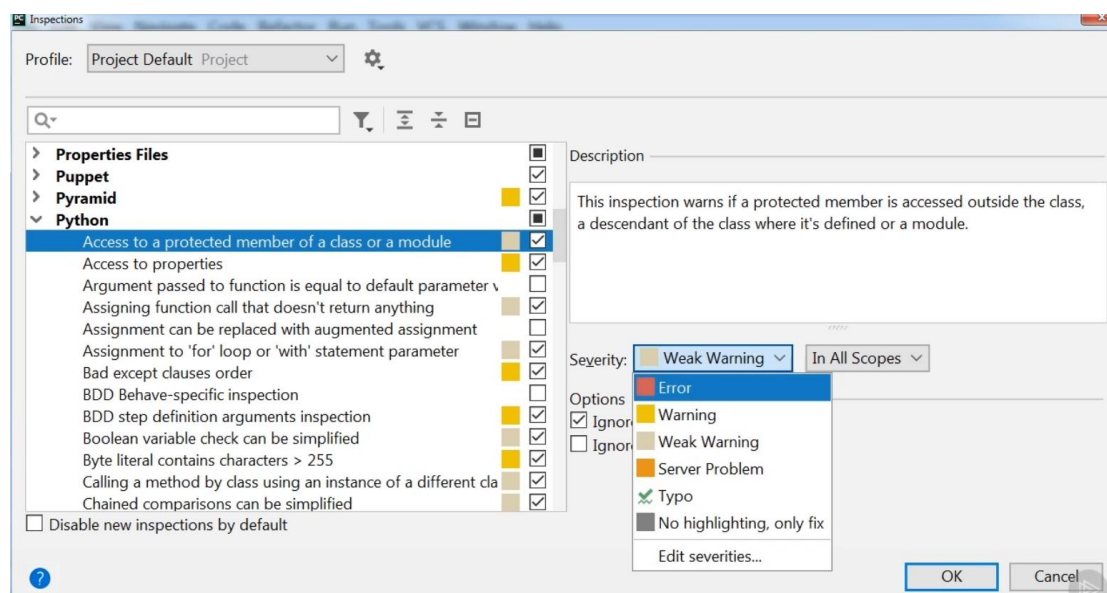 PC Inspections
Profile: Project Default Project
Properties Files
Puppet
Pyramid
Python
Access to a protected member of a class or a module
Access to properties
Argument passed to function is equal to default parameter v
Assigning function call that doesn't return anything
Assignment can be replaced with augmented assignment
Assignment to 'for' loop or 'with' statement parameter
Bad except clauses order
BDD Behave-specific inspection
BDD step definition arguments inspection
Boolean variable check can be simplified
Byte literal contains characters > 255
Calling a method by class using an instance of a different cla
Chained comparisons can be simplified
Disable new inspections by default
Description
This inspection warns if a protected member is accessed outside the class,
a descendant of the class where it's defined or a module.
Severity: Weak Warning In All Scopes
Error
Options
Warning
Ignor
Weak Warning
Ignor
Server Problem
Typo
No highlighting, only fix
Edit severities...
? OK Cancel